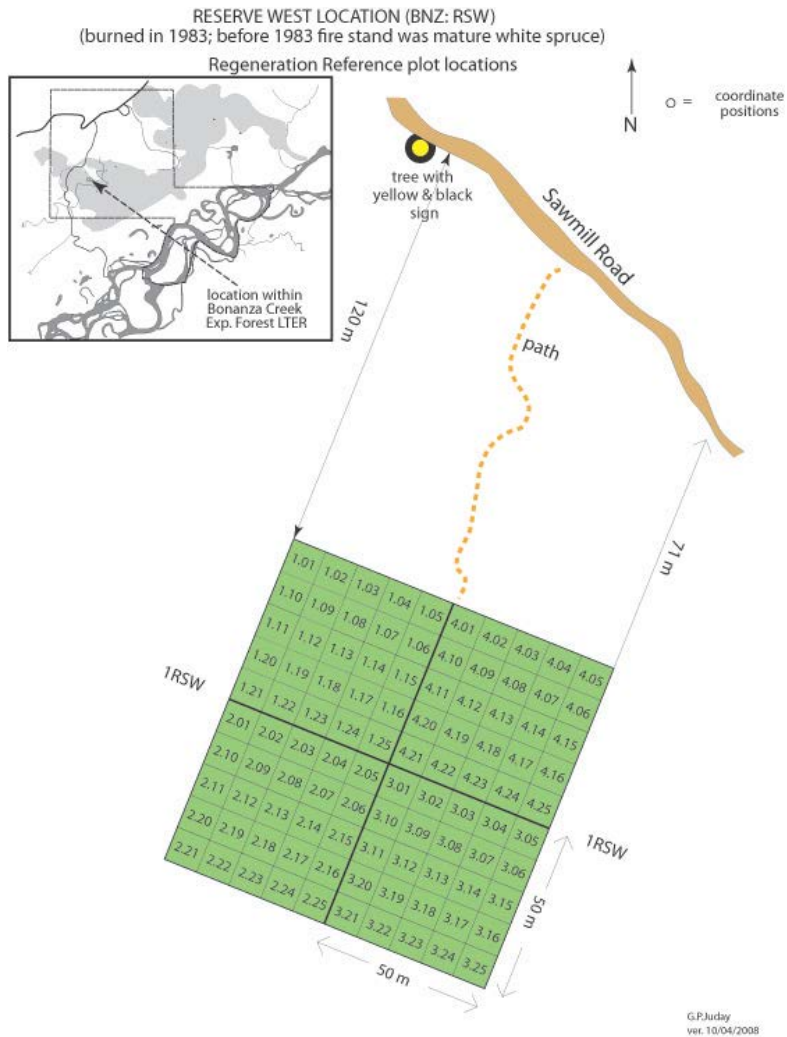 RESERVE WEST LOCATION (BNZ: RSW)
(burned in 1983; before 1983 fire stand was mature white spruce)
Regeneration Reference plot locations
N
o = coordinate
positions
tree with
yellow & black
sign
Sawmill Road
location within
Bonanza Creek
Exp. Forest LTER
120 m
path
71 m
1.01 1.02 1.03 1.04 1.05
1.10 1.09 1.08 1.07 1.06
1.11 1.12 1.13 1.14 1.15
1.20 1.19 1.18 1.17 1.16
1.21 1.22 1.23 1.24 1.25
4.01 4.02 4.03 4.04 4.05
4.10 4.09 4.08 4.07 4.06
4.11 4.12 4.13 4.14 4.15
4.20 4.19 4.18 4.17 4.16
4.21 4.22 4.23 4.24 4.25
1RSW
2.01 2.02 2.03 2.04 2.05
2.10 2.09 2.08 2.07 2.06
2.11 2.12 2.13 2.14 2.15
2.20 2.19 2.18 2.17 2.16
2.21 2.22 2.23 2.24 2.25
3.01 3.02 3.03 3.04 3.05
3.10 3.09 3.08 3.07 3.06
3.11 3.12 3.13 3.14 3.15
3.20 3.19 3.18 3.17 3.16
3.21 3.22 3.23 3.24 3.25
1RSW
50 m
50 m
G.P.Juday
ver. 10/04/2008